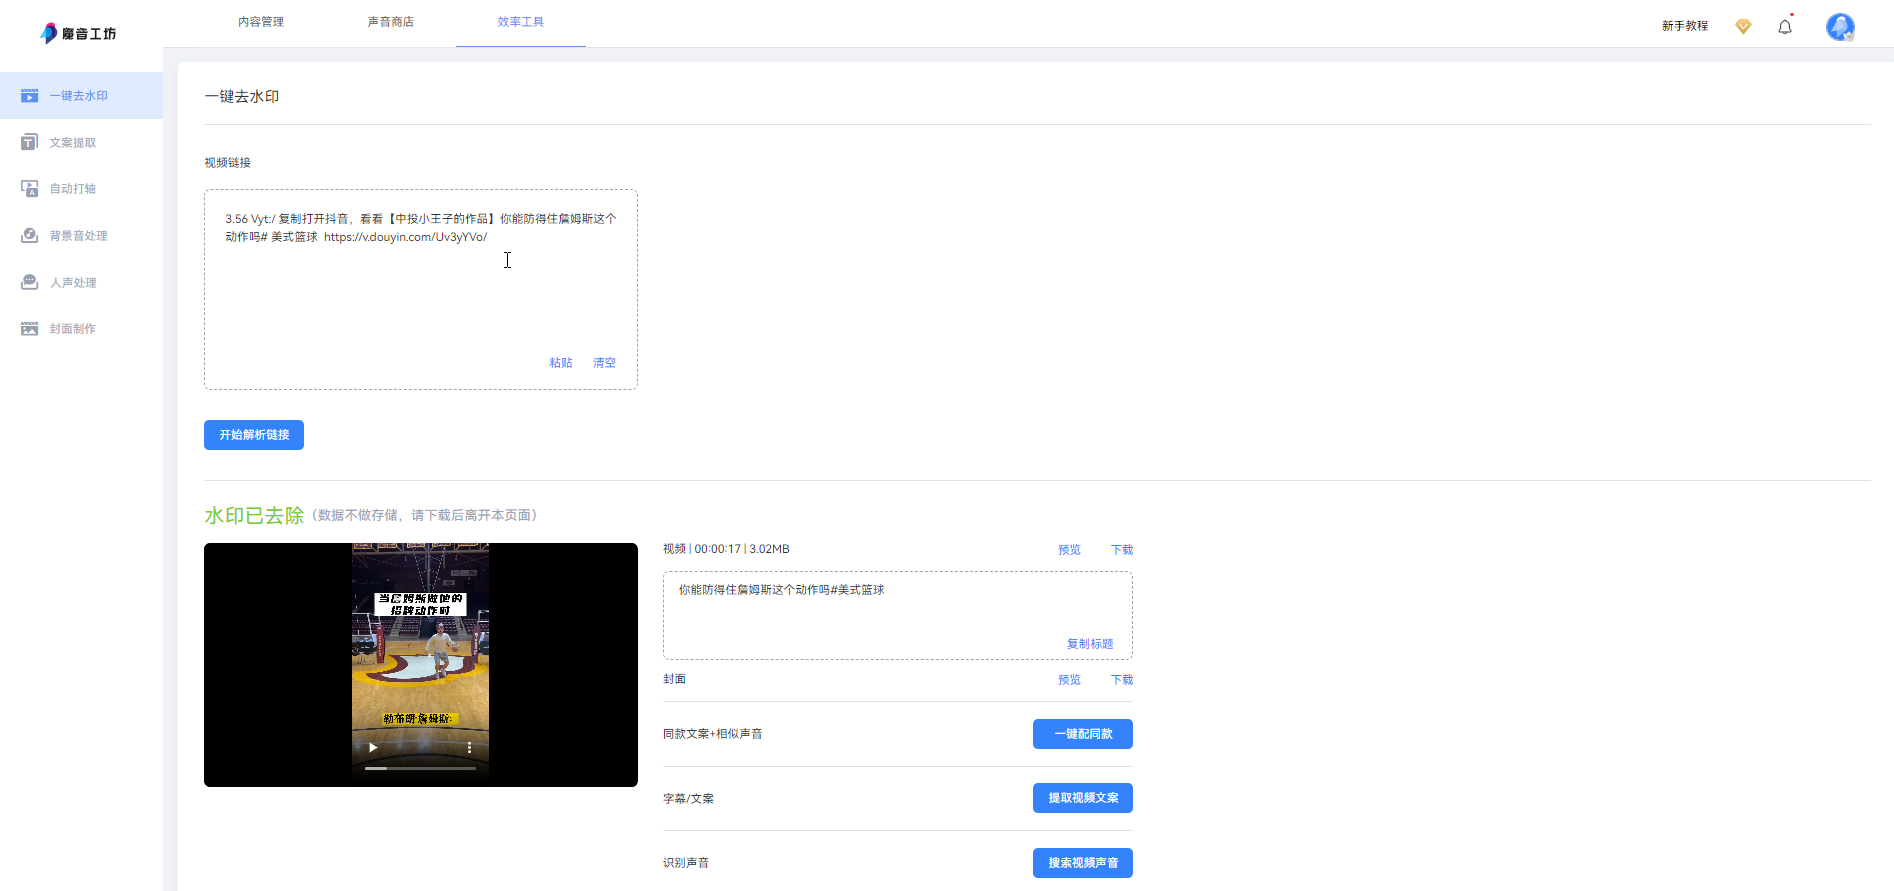 魔音工坊
内容管理
声音商店
效率工具
新手教程
一键去水印
文案提取
自动打轴
背景音处理
人声处理
封面制作
一键去水印
视频链接
3.56 Vyt:/ 复制打开抖音，看看【中投小王子的作品】你能防得住詹姆斯这个
动作吗# 美式篮球 https://v.douyin.com/Uv3yYVo/
粘贴
清空
开始解析链接
水印已去除（数据不做存储，请下载后离开本页面）
当詹姆斯做他的
招牌动作时
勒布朗·詹姆斯:
视频 | 00:00:17 | 3.02MB
预览
下载
你能防得住詹姆斯这个动作吗#美式篮球
复制标题
封面
预览
下载
同款文案+相似声音
一键配同款
字幕/文案
提取视频文案
识别声音
搜索视频声音